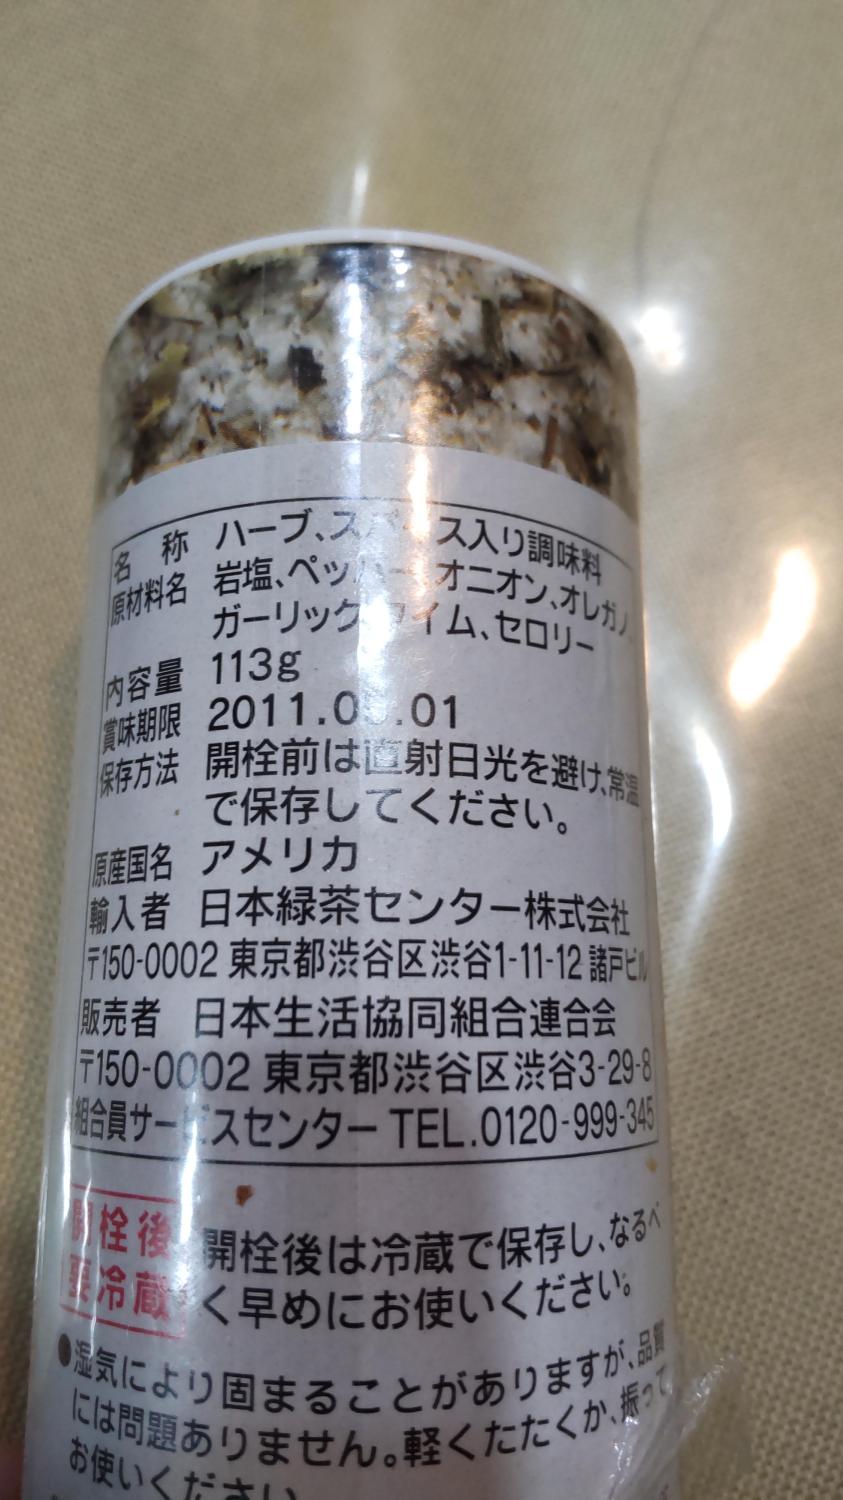 名 称 ハーブ、スパイス入り調味料
原材料名 岩塩、ペッパー、オニオン、オレガノ、
ガーリック、タイム、セロリー
内容量 113g
賞味期限 2011.0 .01
保存方法 開栓前は直射日光を避け、常温
で保存してください。
原産国名 アメリカ
輸入者 日本緑茶センター株式会社
〒150-0002 東京都渋谷区渋谷1-11-12 諸戸ビル
販売者 日本生活協同組合連合会
〒150-0002 東京都渋谷区渋谷3-29-8
組合員サービスセンター TEL.0120-999-345
開栓後
要冷蔵
開栓後は冷蔵で保存し、なるべ
く早めにお使いください。
●湿気により固まることがありますが、品質
には問題ありません。軽くたたくか、振って
お使いください